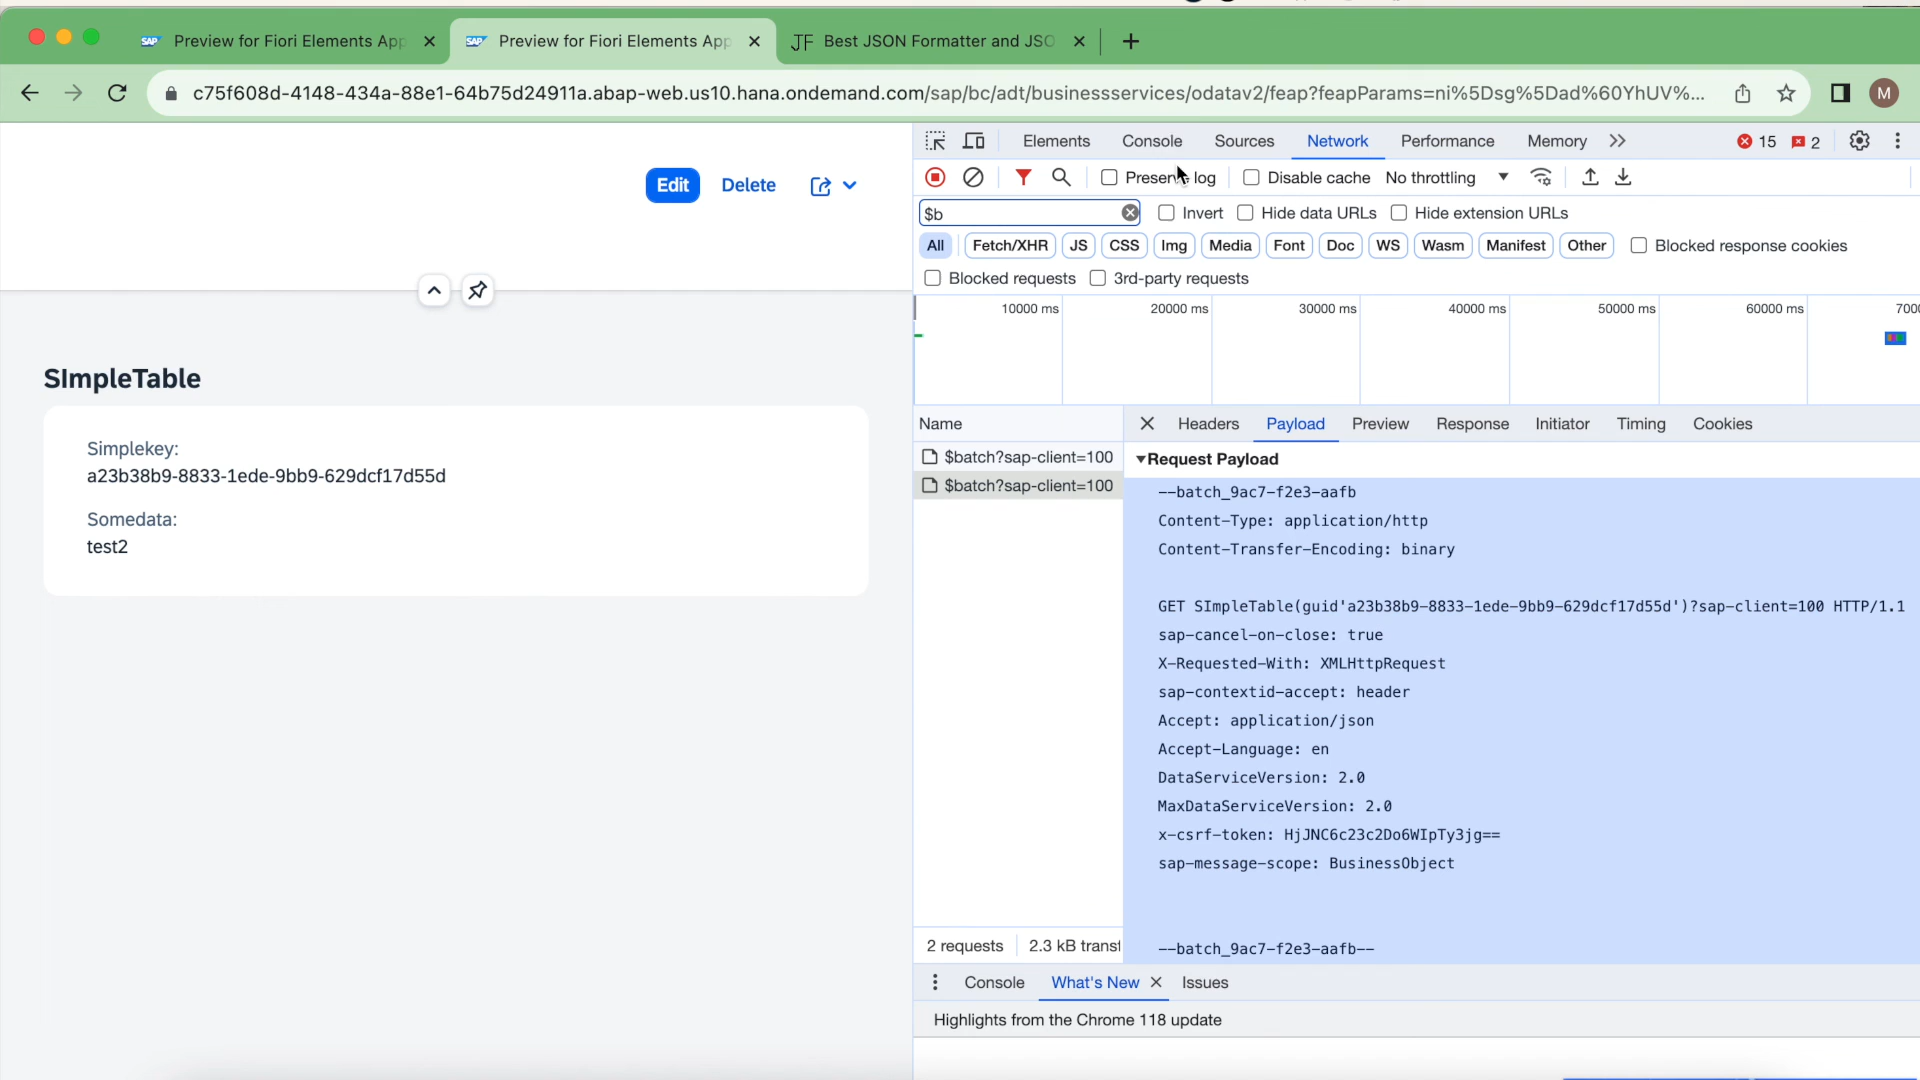 SAP Preview for Fiori Elements App
SAP Preview for Fiori Elements App
JF Best JSON Formatter and JSO
c75f608d-4148-434a-88e1-64b75d24911a.abap-web.us10.hana.ondemand.com/sap/bc/adt/businessservices/odatav2/feap?feapParams=ni%5Dsg%5Dad%60YhUV%...
M
Edit
Delete
SImpleTable
Simplekey:
a23b38b9-8833-1ede-9bb9-629dcf17d55d
Somedata:
test2
Elements Console Sources Network Performance Memory 15 2
Preserve log Disable cache No throttling
$b Invert Hide data URLs Hide extension URLs
All Fetch/XHR JS CSS Img Media Font Doc WS Wasm Manifest Other Blocked response cookies
Blocked requests 3rd-party requests
10000 ms 20000 ms 30000 ms 40000 ms 50000 ms 60000 ms 700
Name
$batch?sap-client=100
$batch?sap-client=100
2 requests 2.3 kB transf
Headers Payload Preview Response Initiator Timing Cookies
Request Payload
--batch_9ac7-f2e3-aafb
Content-Type: application/http
Content-Transfer-Encoding: binary
GET SImpleTable(guid'a23b38b9-8833-1ede-9bb9-629dcf17d55d')?sap-client=100 HTTP/1.1
sap-cancel-on-close: true
X-Requested-With: XMLHttpRequest
sap-contextid-accept: header
Accept: application/json
Accept-Language: en
DataServiceVersion: 2.0
MaxDataServiceVersion: 2.0
x-csrf-token: HjJNC6c23c2Do6WIpTy3jg==
sap-message-scope: BusinessObject
--batch_9ac7-f2e3-aafb--
Console What's New Issues
Highlights from the Chrome 118 update